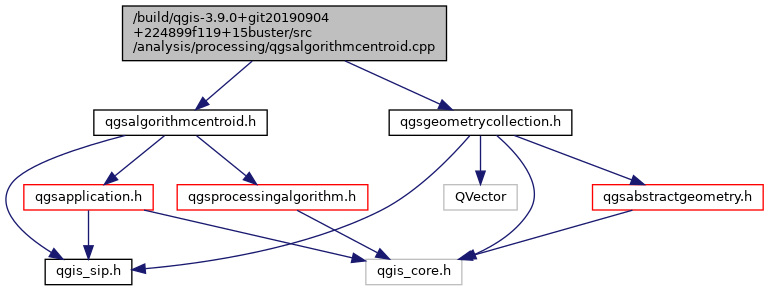 /build/qgis-3.9.0+git20190904
+224899f119+15buster/src
/analysis/processing/qgsalgorithmcentroid.cpp
qgsalgorithmcentroid.h
qgsgeometrycollection.h
qgsapplication.h
qgsprocessingalgorithm.h
QVector
qgsabstractgeometry.h
qgis_sip.h
qgis_core.h